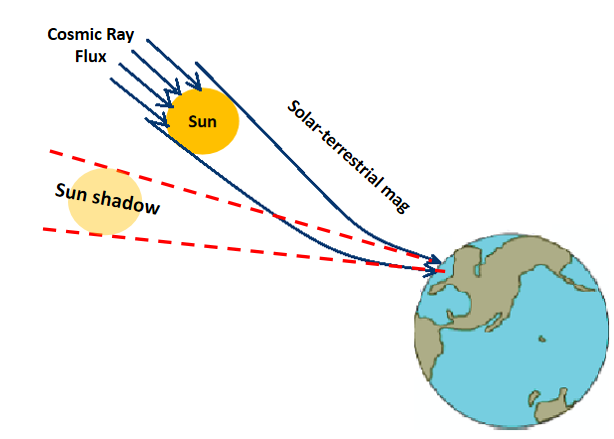 Cosmic Ray
Flux
Sun
Solar-terrestrial mag
Sun shadow